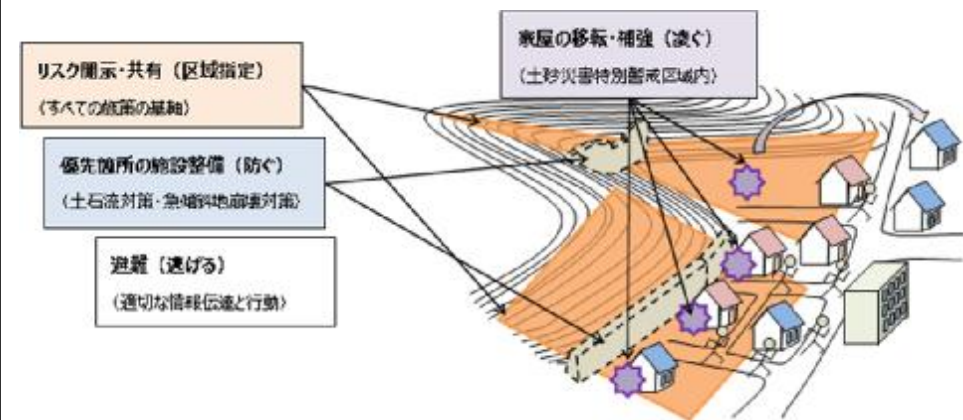 リスク開示・共有（区域指定）
（すべての施策の基軸）
優先箇所の施設整備（防ぐ）
（土石流対策・急傾斜地崩壊対策）
避難（逃げる）
（適切な情報伝達と行動）
家屋の移転・補強（凌ぐ）
（土砂災害特別警戒区域内）